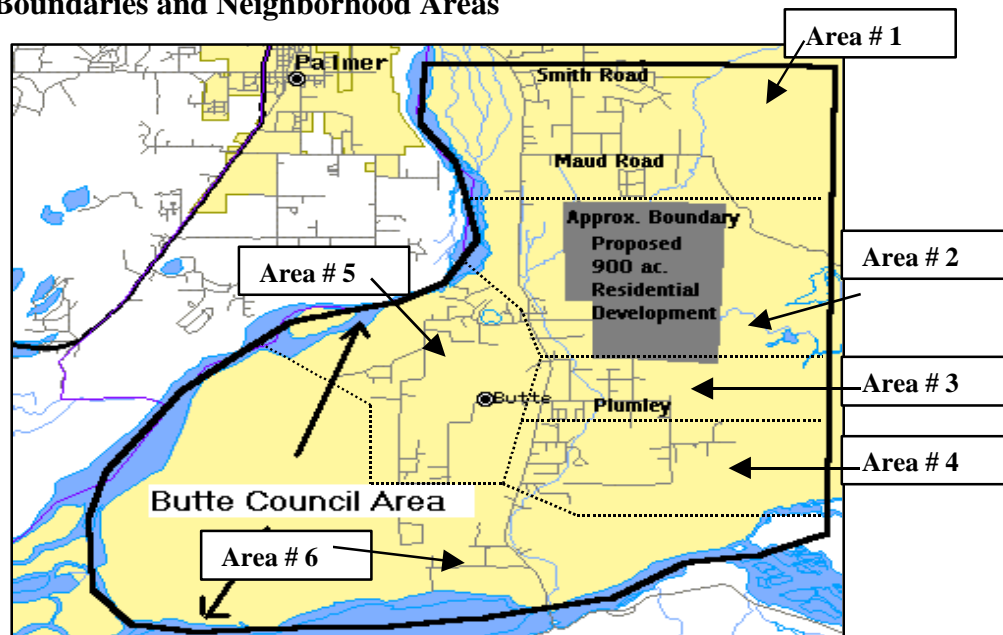 Boundaries and Neighborhood Areas
Area # 1
Palmer
Smith Road
Maud Road
Approx. Boundary
Proposed
900 ac.
Residential
Development
Area # 2
Area # 5
Area # 3
Butte
Plumley
Area # 4
Butte Council Area
Area # 6